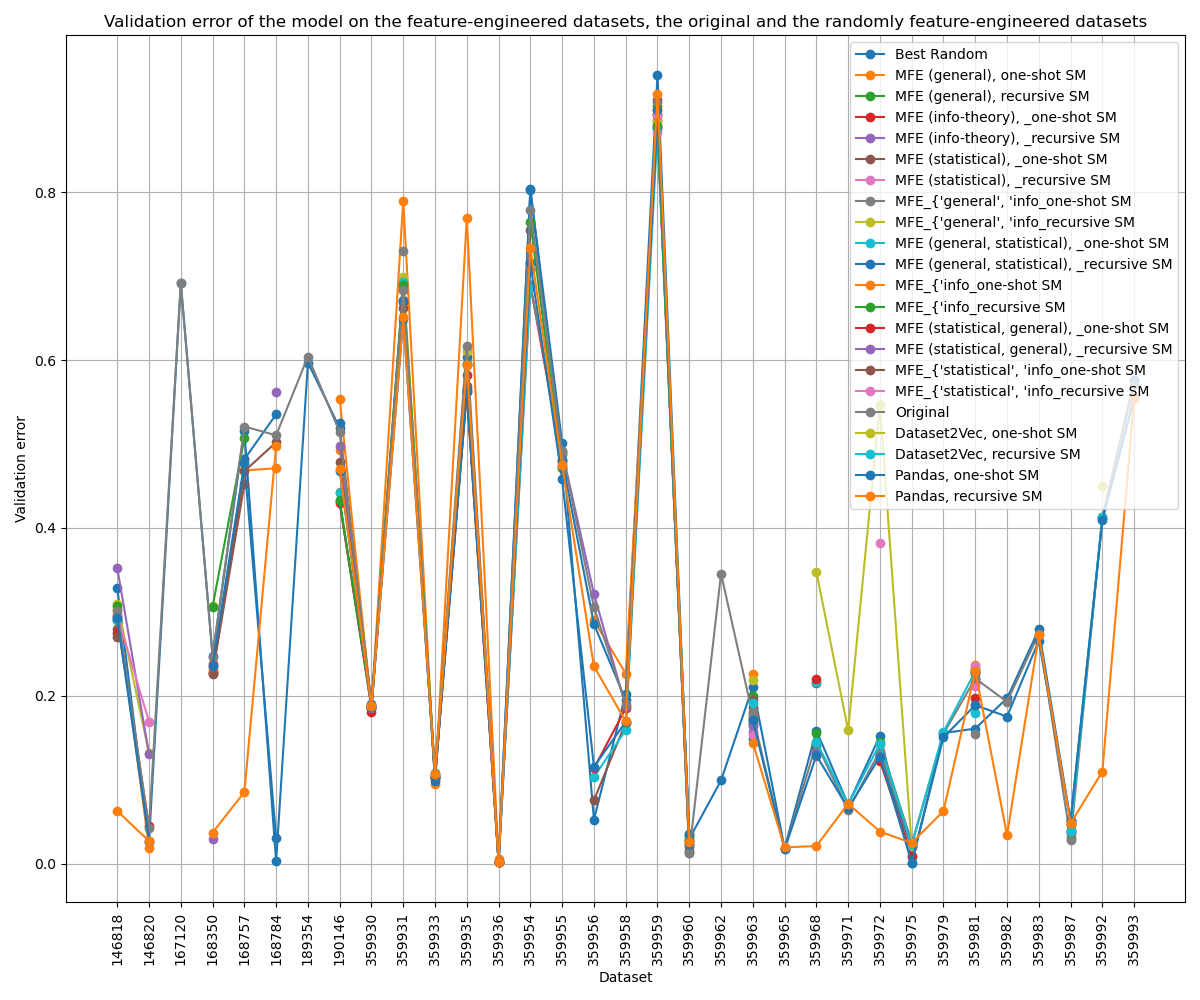 Validation error of the model on the feature-engineered datasets, the original and the randomly feature-engineered datasets
Best Random
MFE (general), one-shot SM
MFE (general), recursive SM
MFE (info-theory), _one-shot SM
MFE (info-theory), _recursive SM
MFE (statistical), _one-shot SM
MFE (statistical), _recursive SM
MFE_{'general', 'info_one-shot SM
MFE_{'general', 'info_recursive SM
MFE (general, statistical), _one-shot SM
MFE (general, statistical), _recursive SM
MFE_{'info_one-shot SM
MFE_{'info_recursive SM
MFE (statistical, general), _one-shot SM
MFE (statistical, general), _recursive SM
MFE_{'statistical', 'info_one-shot SM
MFE_{'statistical', 'info_recursive SM
Original
Dataset2Vec, one-shot SM
Dataset2Vec, recursive SM
Pandas, one-shot SM
Pandas, recursive SM
Validation error
0.8
0.6
0.4
0.2
0.0
146818
146820
167120
168350
168757
168784
189354
190146
359930
359931
359933
359935
359936
359954
359955
359956
359958
359959
359960
359962
359963
359965
359968
359971
359972
359975
359979
359981
359982
359983
359987
359992
359993
Dataset